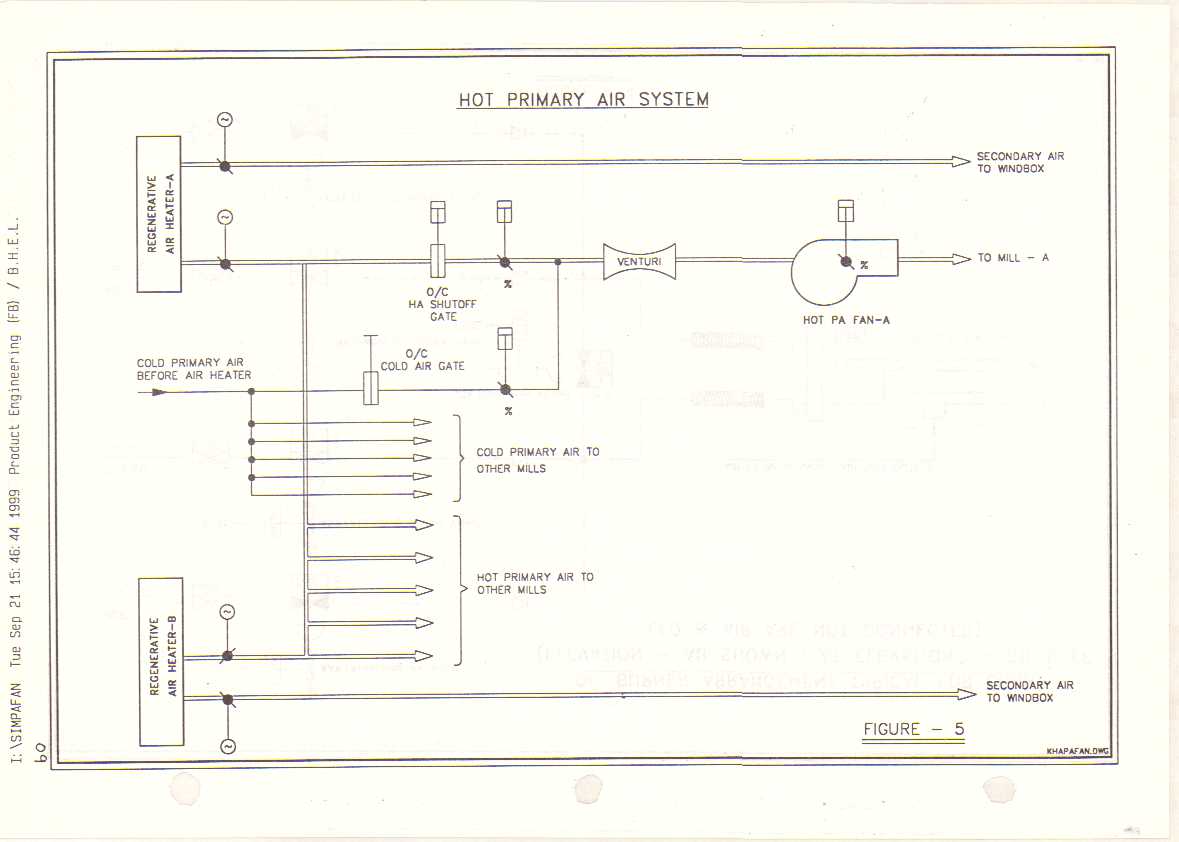 HOT PRIMARY AIR SYSTEM
REGENERATIVE
AIR HEATER-A
~
SECONDARY AIR
TO WINDBOX
~
O/C
HA SHUTOFF
GATE
%
VENTURI
%
TO MILL - A
HOT PA FAN-A
COLD PRIMARY AIR
BEFORE AIR HEATER
O/C
COLD AIR GATE
%
COLD PRIMARY AIR TO
OTHER MILLS
HOT PRIMARY AIR TO
OTHER MILLS
REGENERATIVE
AIR HEATER-B
~
~
SECONDARY AIR
TO WINDBOX
FIGURE - 5
KHAPAFAN.DWG
I:\SIMPAFAN Tue Sep 21 15:46:44 1999 Product Engineering (FB) / B.H.E.L.
60